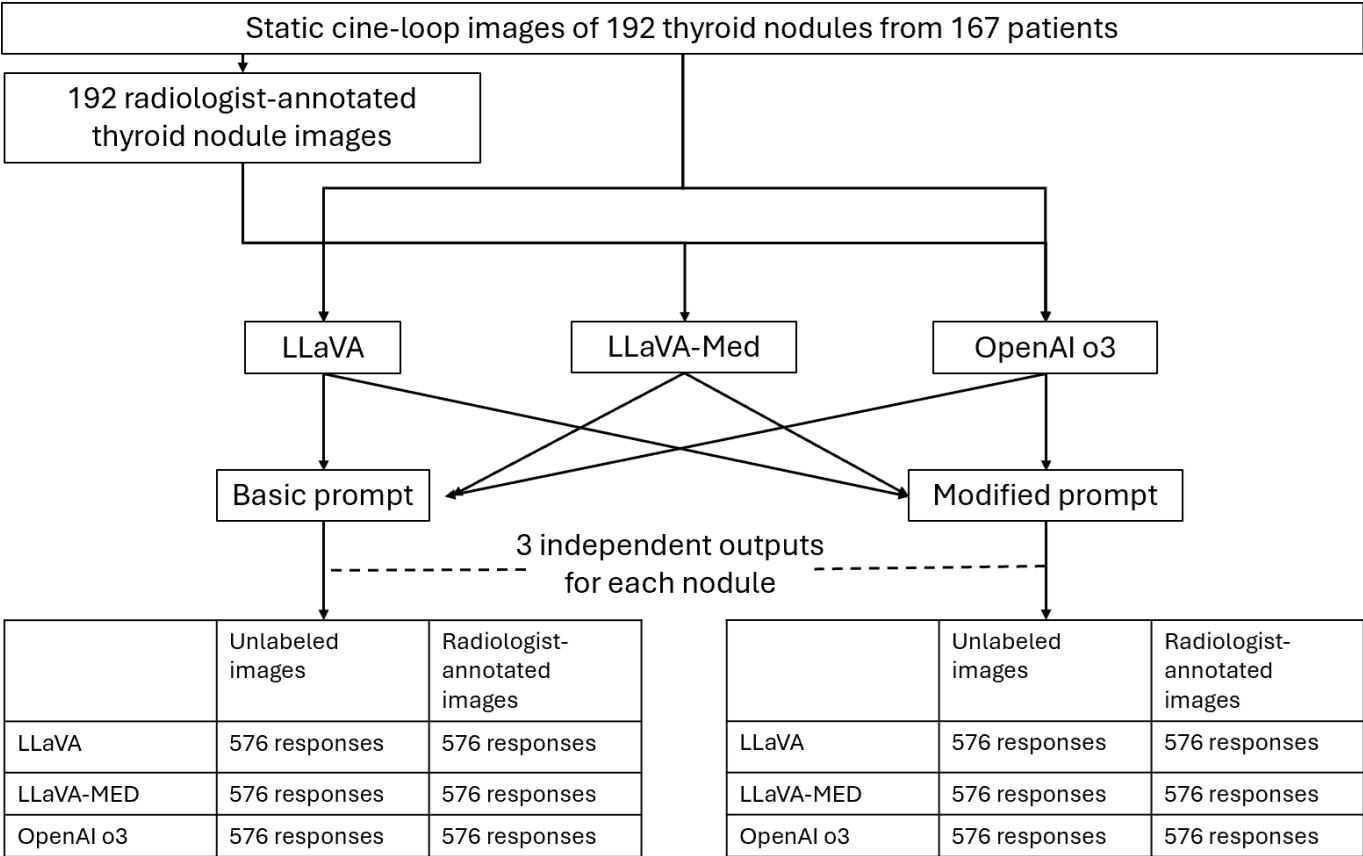 Static cine-loop images of 192 thyroid nodules from 167 patients
192 radiologist-annotated
thyroid nodule images
LLaVA
LLaVA-Med
OpenAI o3
Basic prompt
Modified prompt
3 independent outputs
for each nodule
Unlabeled
images
Radiologist-
annotated
images
LLaVA
576 responses
576 responses
LLaVA-MED
576 responses
576 responses
OpenAI o3
576 responses
576 responses
Unlabeled
images
Radiologist-
annotated
images
LLaVA
576 responses
576 responses
LLaVA-MED
576 responses
576 responses
OpenAI o3
576 responses
576 responses